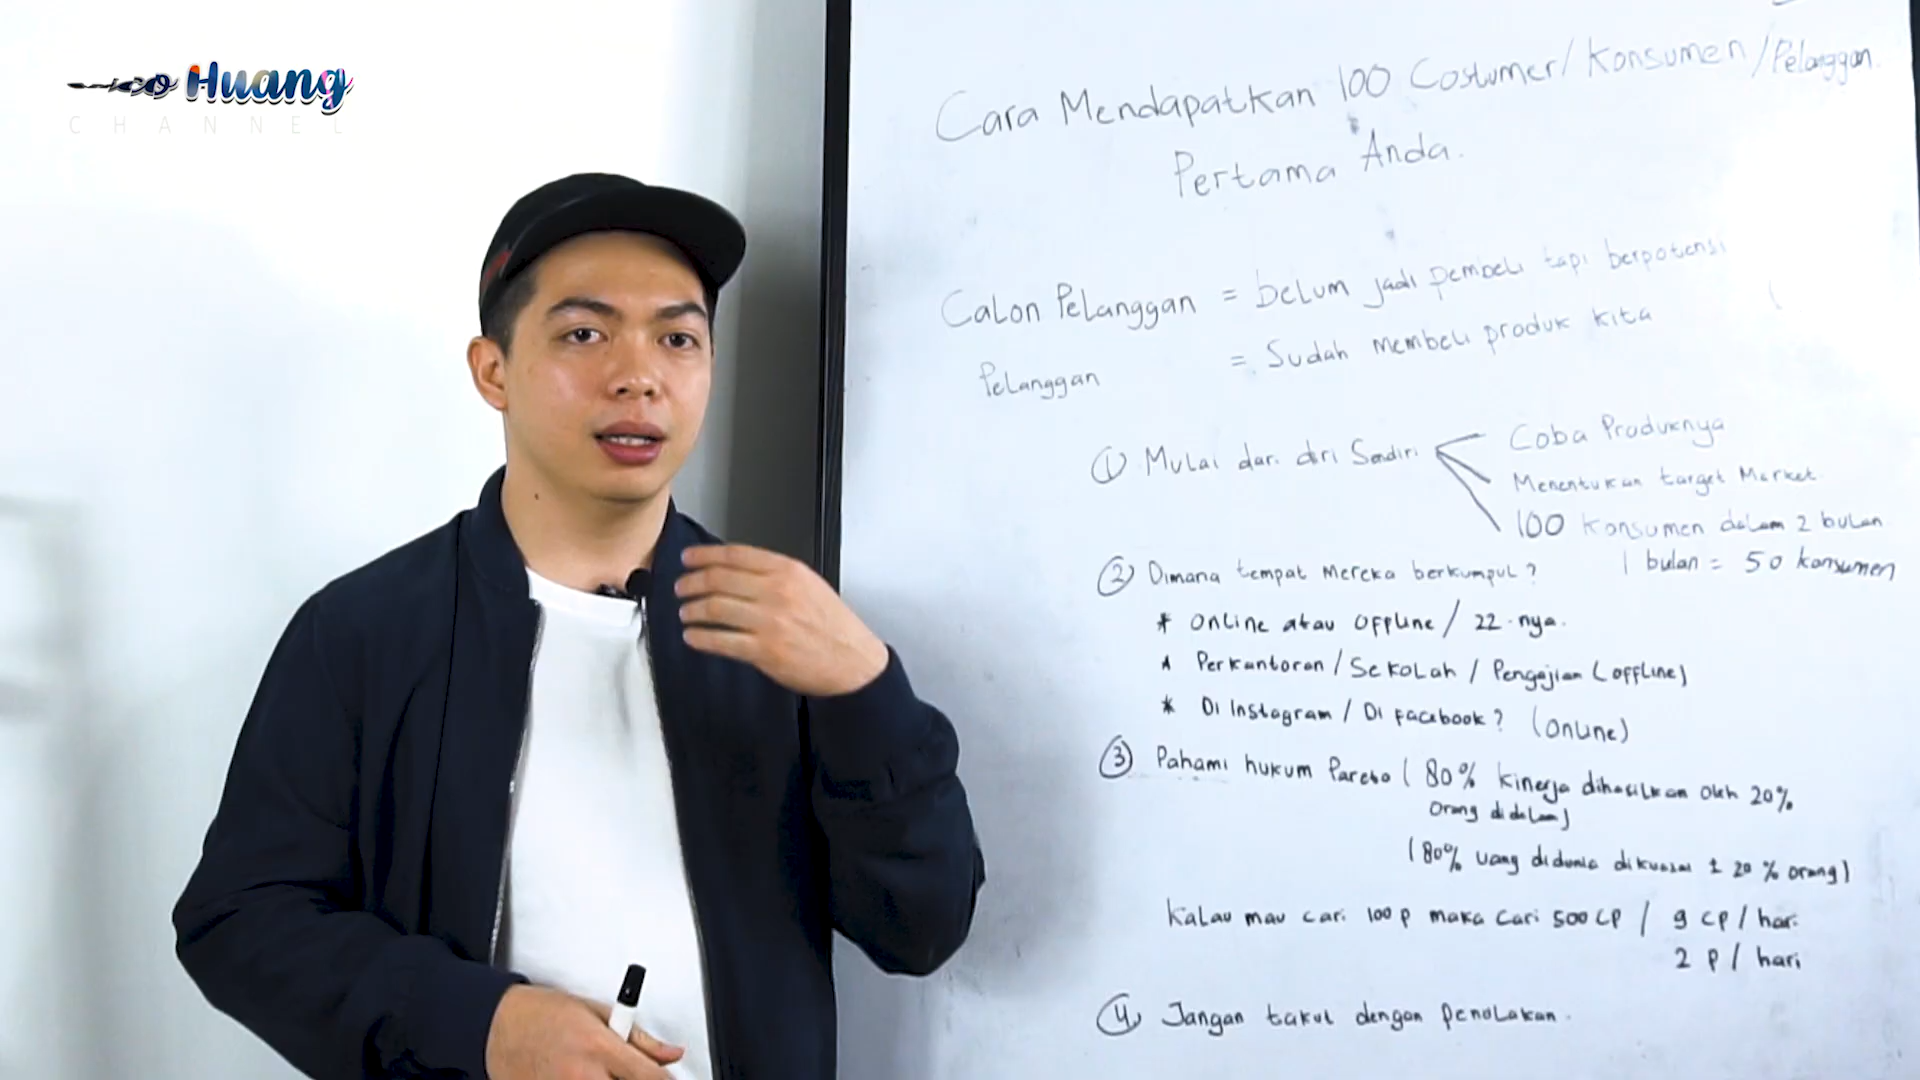 Huang
CHANNEL
Cara Mendapatkan 100 Costumer/Konsumen/Pelanggan
Pertama Anda.
Calon Pelanggan = belum jadi pembeli tapi berpotensi
Pelanggan = Sudah membeli produk kita
① Mulai dari diri Sendiri
Coba Produknya
Menentukan target Market.
100 Konsumen dalam 2 bulan
1 bulan = 50 konsumen
② Dimana tempat Mereka berkumpul?
* Online atau Offline / 22-nya.
* Perkantoran / Sekolah / Pengajian (offline)
* Di Instagram / Di facebook? (Online)
③ Pahami hukum Pareto ( 80% kinerja dihasilkan oleh 20%
orang didalam)
(80% uang didunia dikuasai 20% orang)
Kalau mau cari 100 P maka cari 500 CP / 9 CP / hari
2 P / hari
④ Jangan takut dengan penolakan.